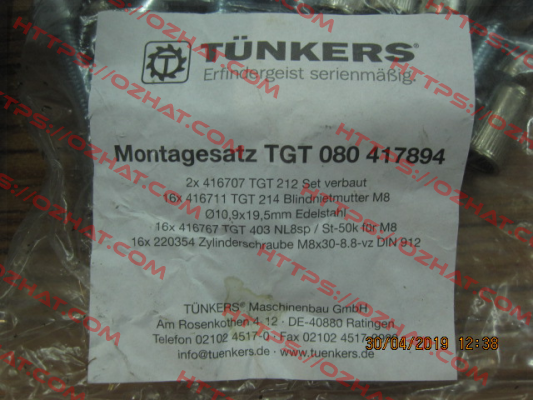 TÜNKERS®
Erfindergeist serienmäßig.
Montagesatz TGT 080 417894
2x 416707 TGT 212 Set verbaut
16x 416711 TGT 214 Blindnietmutter M8
Ø10,9x19,5mm Edelstahl
16x 416767 TGT 403 NL8sp / St-50k für M8
16x 220354 Zylinderschraube M8x30-8.8-vz DIN 912
TÜNKERS® Maschinenbau GmbH
Am Rosenkothen 4 12 · DE-40880 Ratingen
Telefon 02102 4517-0 · Fax 02102 4517-9999
info@tuenkers.de · www.tuenkers.de
30/04/2019 12:38
HTTPS://OZHAT.COM